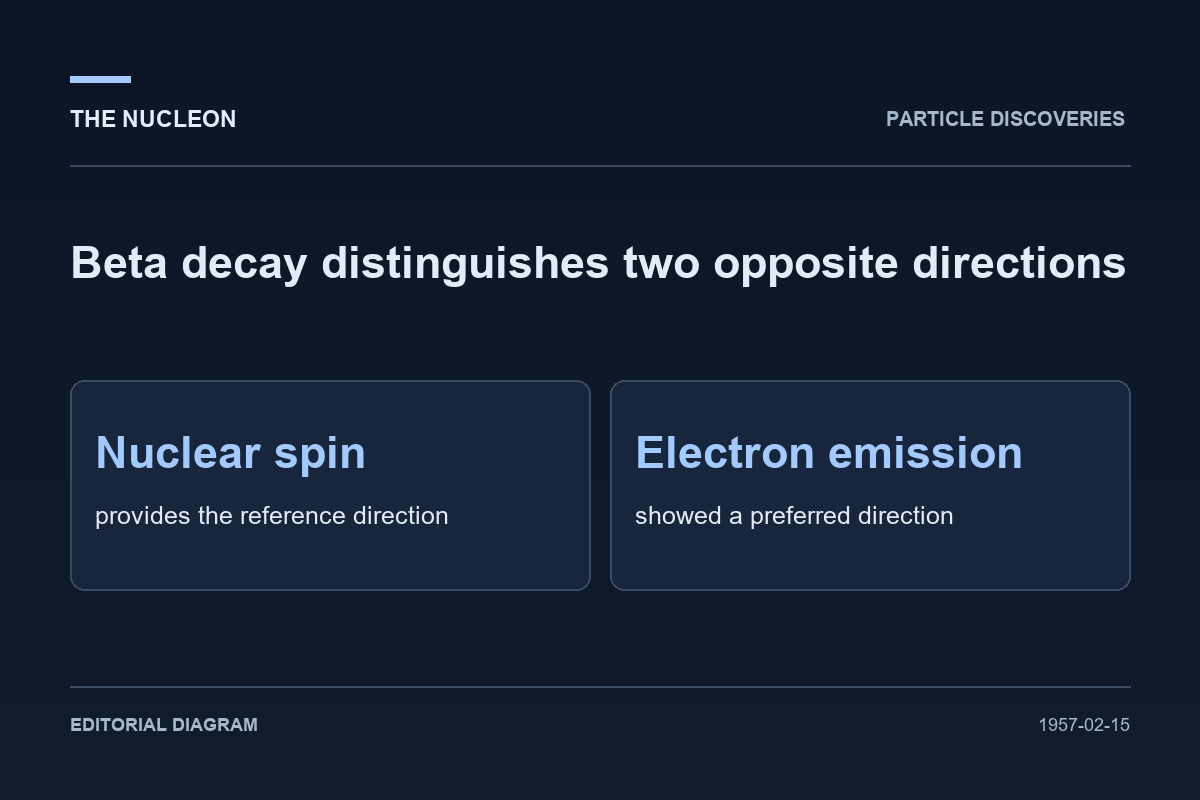 THE NUCLEON
PARTICLE DISCOVERIES
Beta decay distinguishes two opposite directions
Nuclear spin
provides the reference direction
Electron emission
showed a preferred direction
EDITORIAL DIAGRAM
1957-02-15